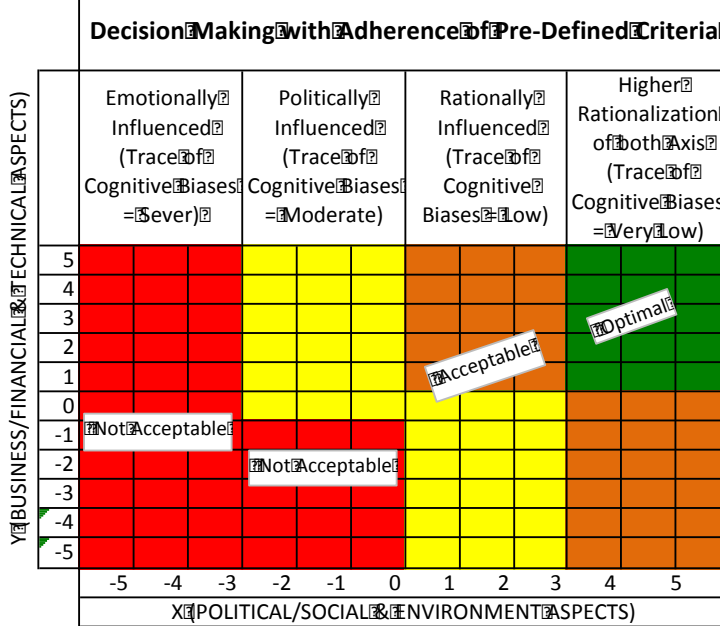 Decision Making with Adherence of Pre-Defined Criteria
Emotionally
Influenced
(Trace of
Cognitive Biases
= Sever)
Politically
Influenced
(Trace of
Cognitive Biases
= Moderate)
Rationally
Influenced
(Trace of
Cognitive
Biases = Low)
Higher
Rationalization
of both Axis
(Trace of
Cognitive Biases
= Very Low)
Y (BUSINESS/FINANCIAL & TECHNICAL ASPECTS)
5
4
3
2
1
0
-1
-2
-3
-4
-5
Optimal
Acceptable
Not Acceptable
Not Acceptable
-5 -4 -3 -2 -1 0 1 2 3 4 5
X (POLITICAL/SOCIAL & ENVIRONMENT ASPECTS)